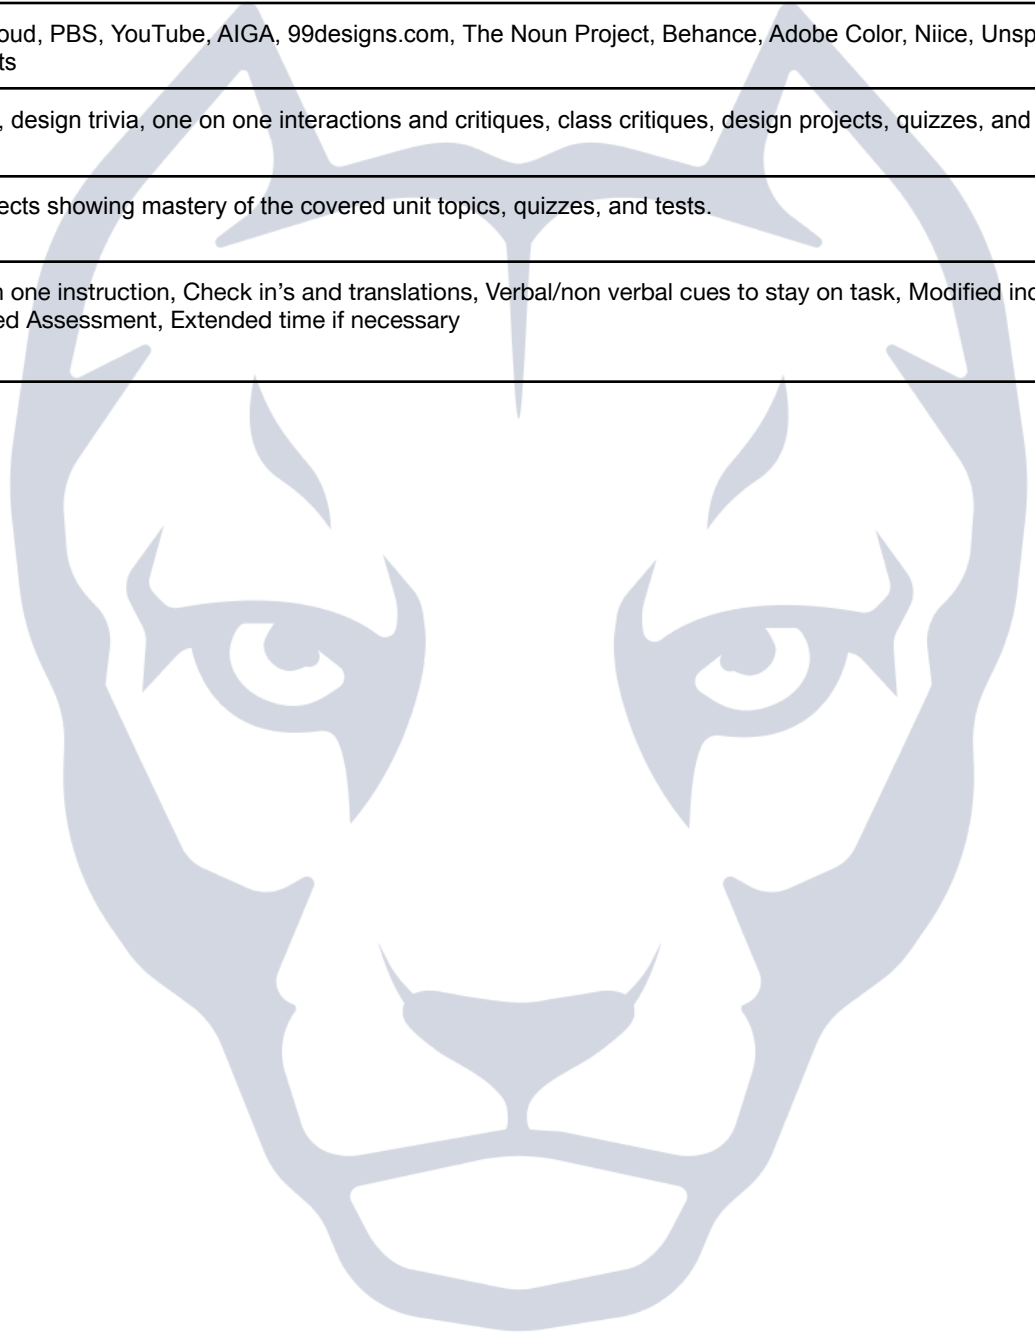 oud, PBS, YouTube, AIGA, 99designs.com, The Noun Project, Behance, Adobe Color, Niice, Unsp
ts
, design trivia, one on one interactions and critiques, class critiques, design projects, quizzes, and
ects showing mastery of the covered unit topics, quizzes, and tests.
n one instruction, Check in’s and translations, Verbal/non verbal cues to stay on task, Modified inc
ed Assessment, Extended time if necessary